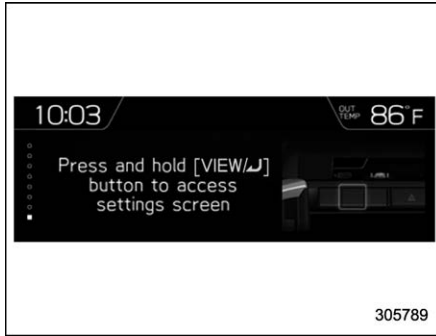 10:03
OUT
TEMP
86°F
Press and hold [VIEW/⏎]
button to access
settings screen
305789